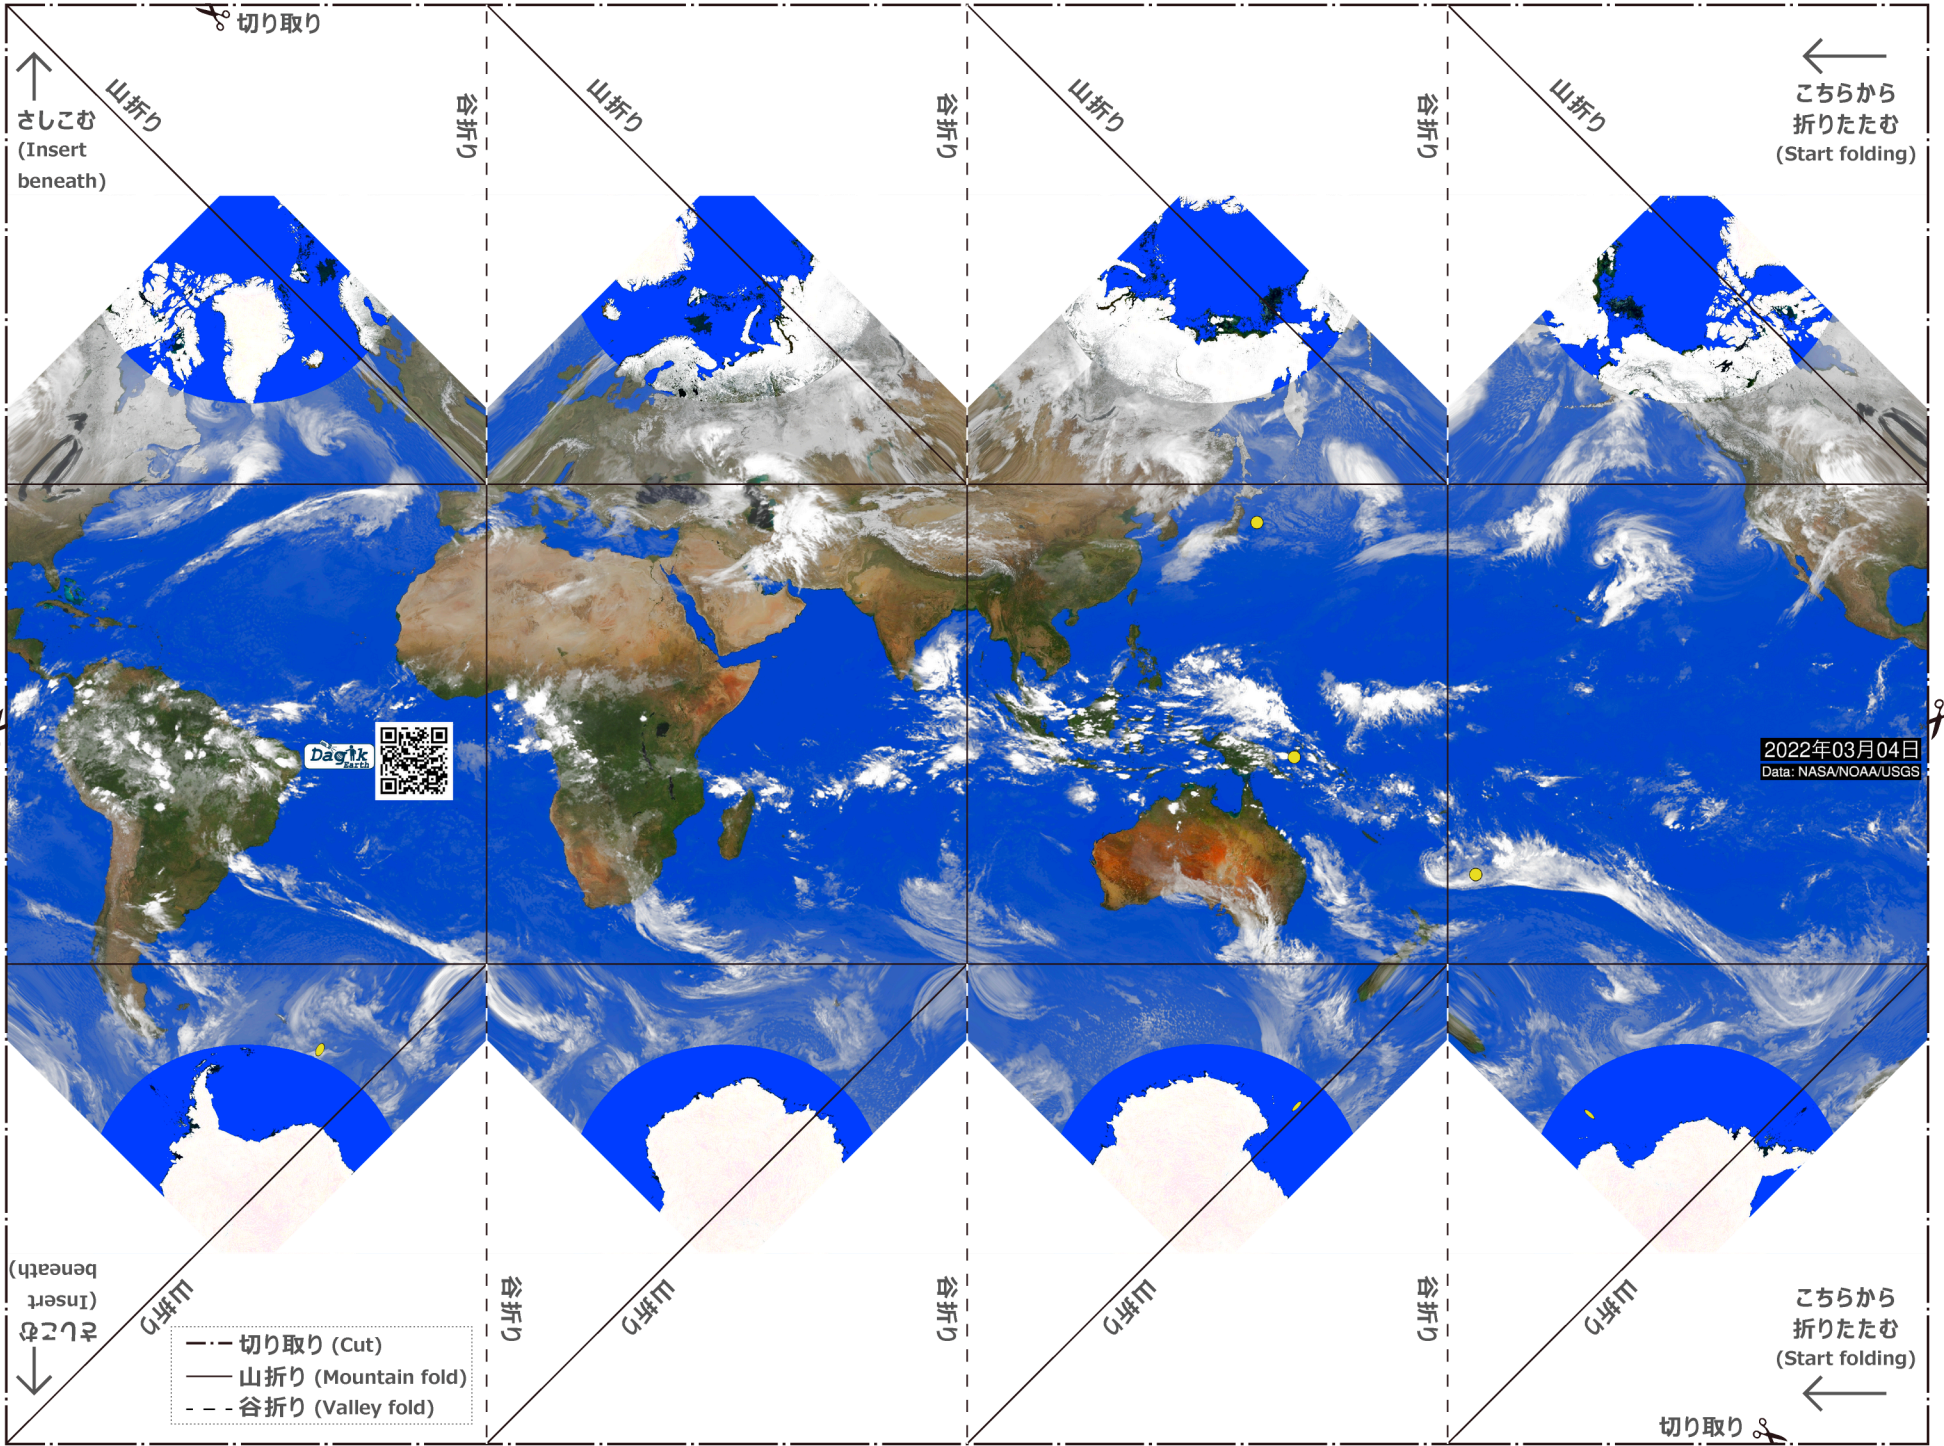 切り取り
山折り
谷折り
山折り
谷折り
山折り
谷折り
山折り
さしこむ
(Insert
beneath)
こちらから
折りたたむ
(Start folding)
Dagik
Earth
2022年03月04日
Data: NASA/NOAA/USGS
さしこむ
(Insert
beneath)
山折り
谷折り
山折り
谷折り
山折り
谷折り
山折り
こちらから
折りたたむ
(Start folding)
切り取り (Cut)
山折り (Mountain fold)
谷折り (Valley fold)
切り取り